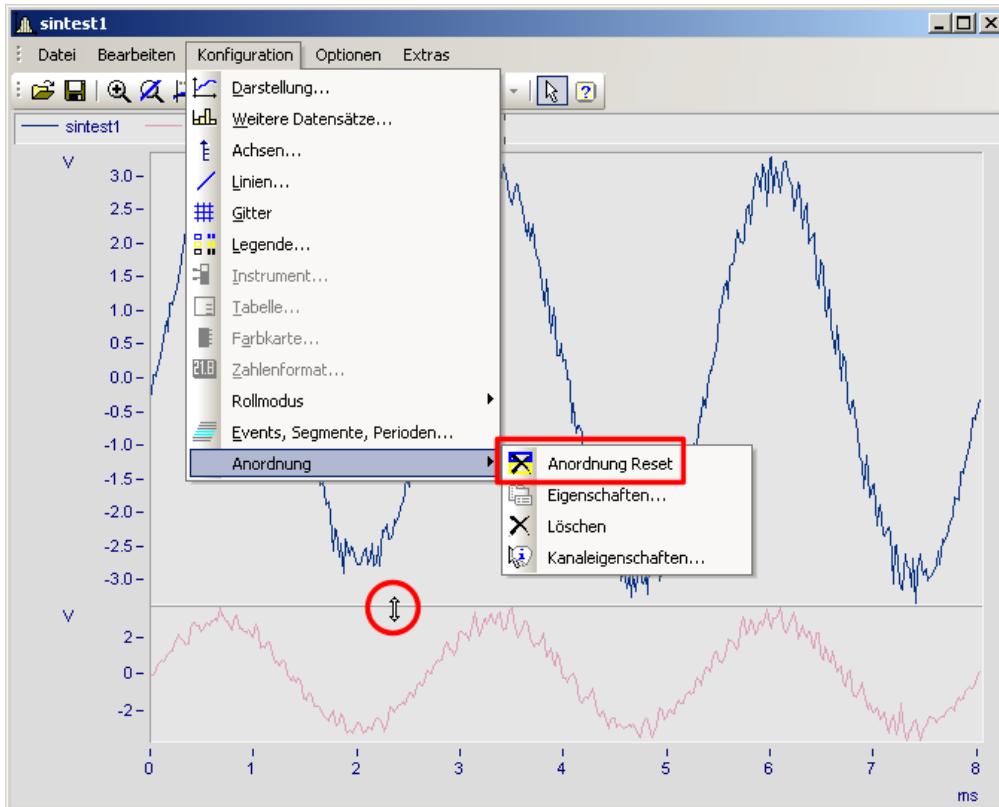 sintest1
Datei Bearbeiten Konfiguration Optionen Extras
sintest1
Darstellung...
Weitere Datensätze...
Achsen...
Linien...
Gitter
Legende...
Instrument...
Tabelle...
Farbkarte...
21.8 Zahlenformat...
Rollmodus
Events, Segmente, Perioden...
Anordnung
Anordnung Reset
Eigenschaften...
Löschen
Kanaleigenschaften...
V
3.0
2.5
2.0
1.5
1.0
0.5
0.0
-0.5
-1.0
-1.5
-2.0
-2.5
-3.0
V
2
0
-2
0 1 2 3 4 5 6 7 8
ms